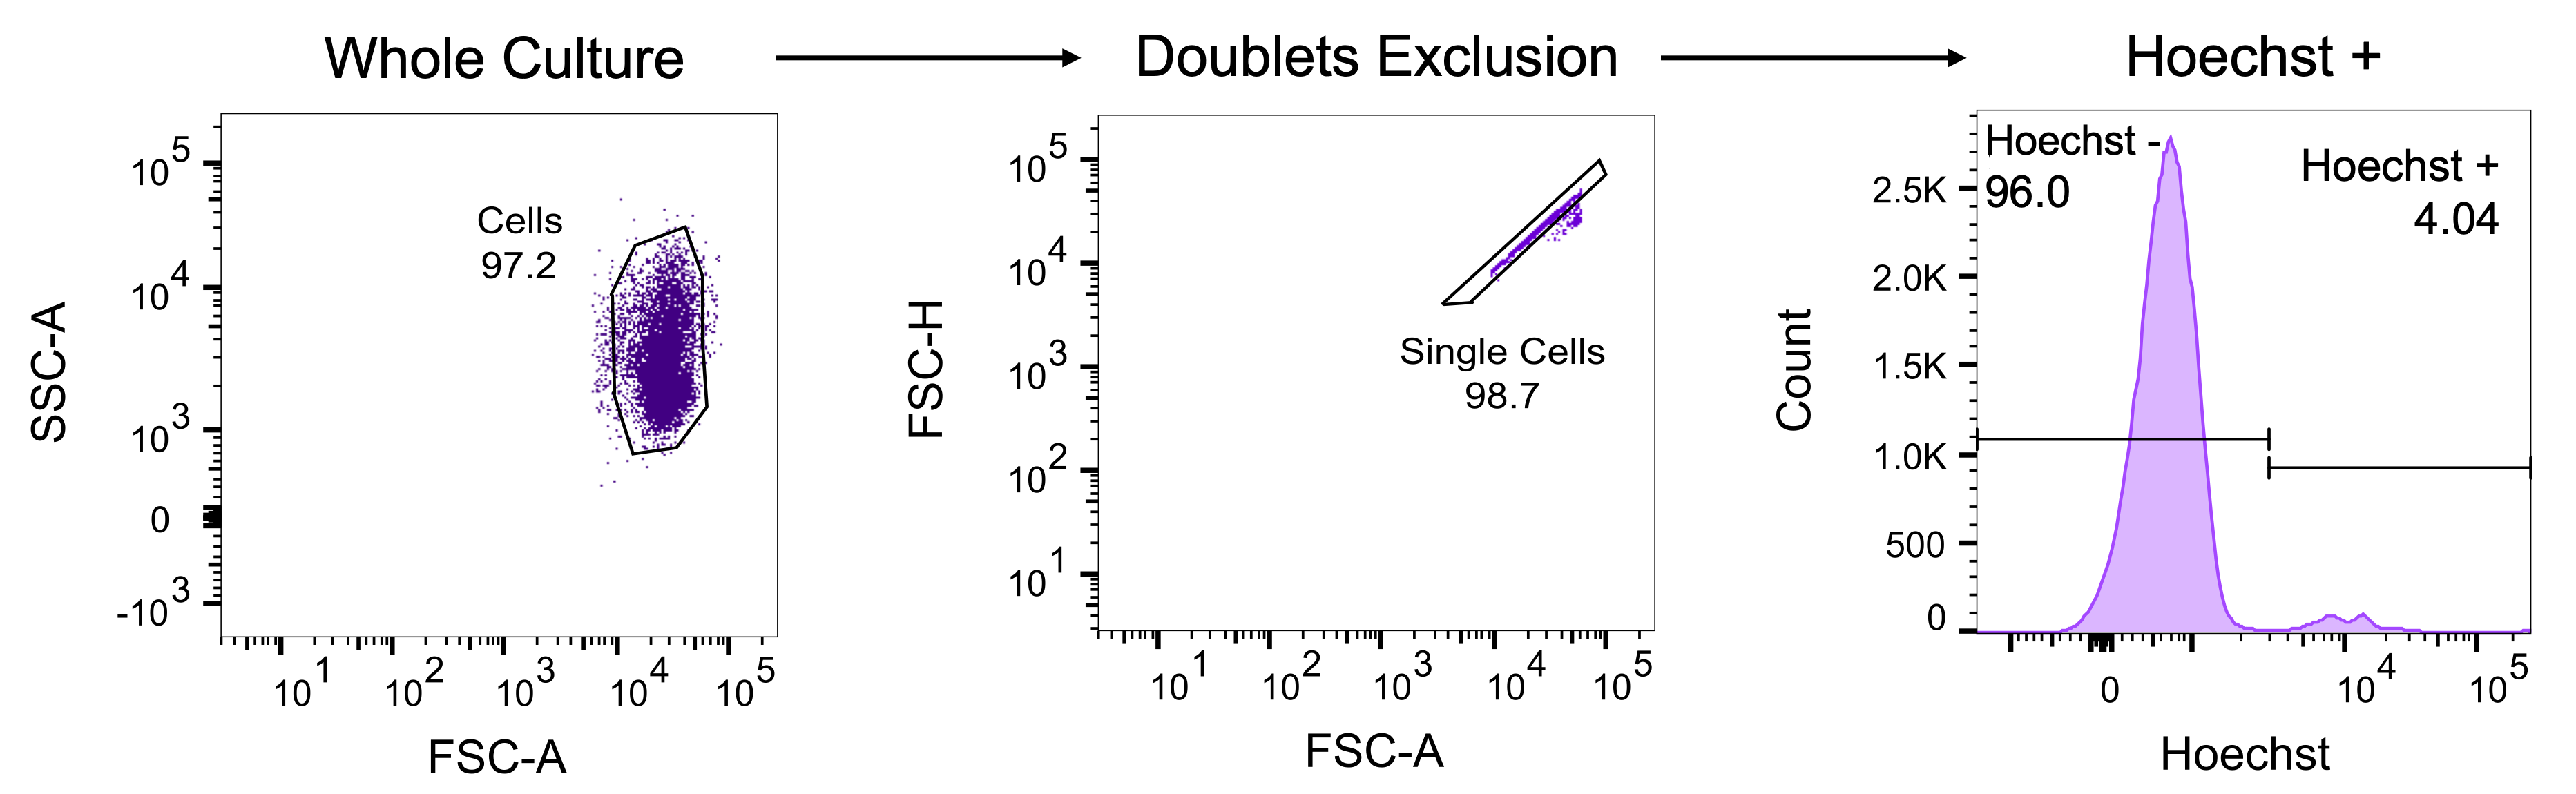 Whole Culture
Doublets Exclusion
Hoechst +
SSC-A
10^5
10^4
10^3
0
-10^3
Cells
97.2
10^1
10^2
10^3
10^4
10^5
FSC-A
FSC-H
10^5
10^4
10^3
10^2
10^1
Single Cells
98.7
10^1
10^2
10^3
10^4
10^5
FSC-A
Count
2.5K
2.0K
1.5K
1.0K
500
0
Hoechst -
96.0
Hoechst +
4.04
0
10^4
10^5
Hoechst